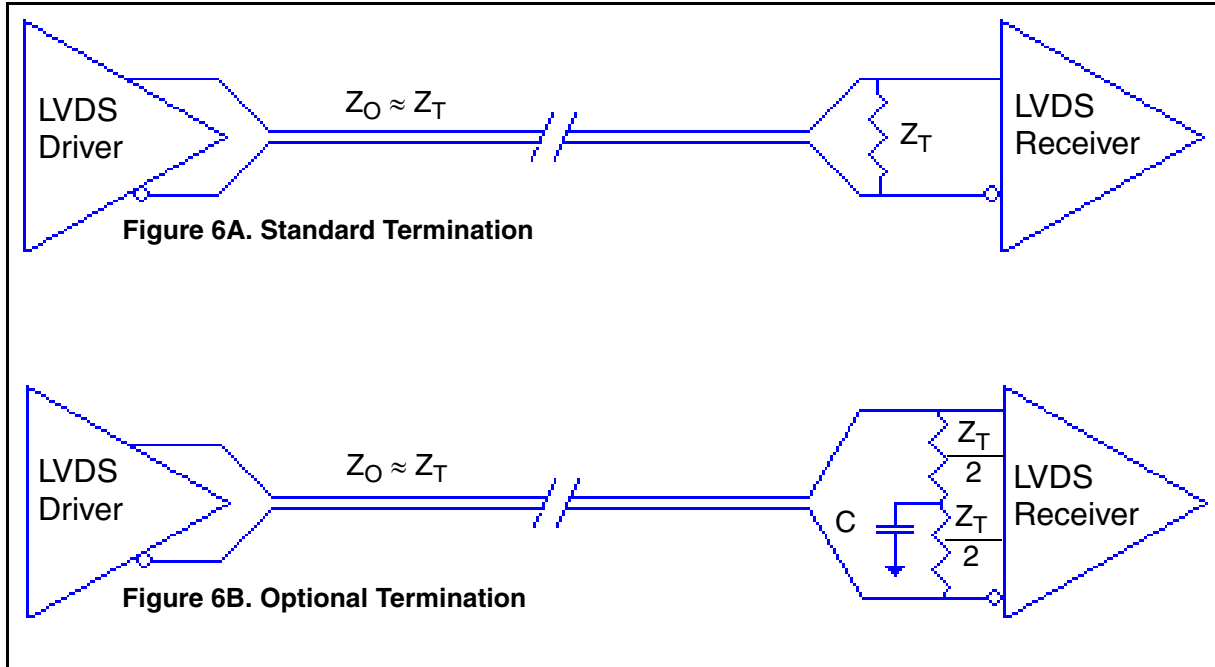 LVDS
Driver
Z_O ≈ Z_T
Z_T
LVDS
Receiver
Figure 6A. Standard Termination
LVDS
Driver
Z_O ≈ Z_T
C
Z_T
2
Z_T
2
LVDS
Receiver
Figure 6B. Optional Termination